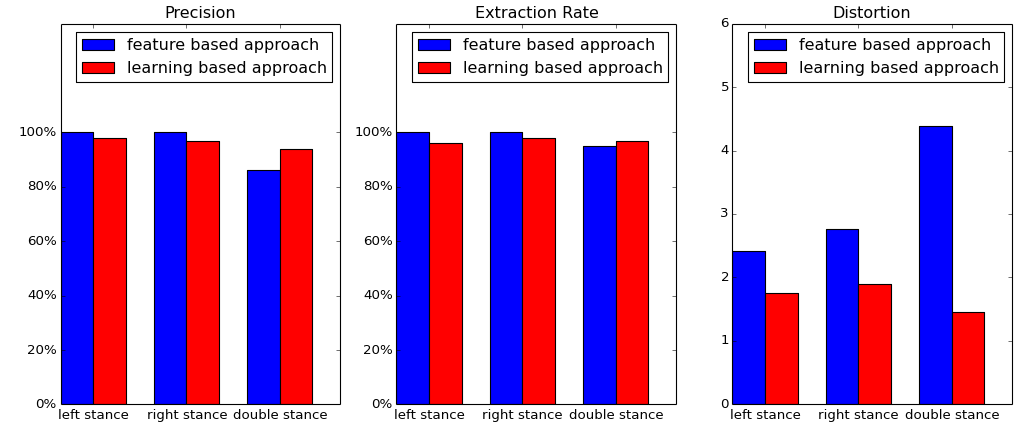 Precision
feature based approach
learning based approach
100%
80%
60%
40%
20%
0%
left stance right stance double stance
Extraction Rate
feature based approach
learning based approach
100%
80%
60%
40%
20%
0%
left stance right stance double stance
Distortion
feature based approach
learning based approach
6
5
4
3
2
1
0
left stance right stance double stance